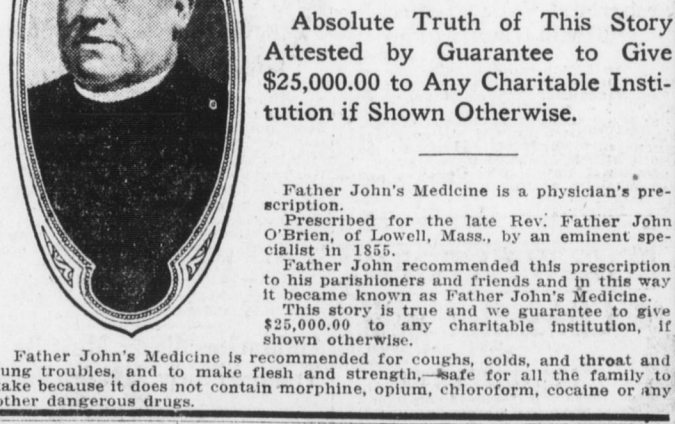 Absolute Truth of This Story
Attested by Guarantee to Give
$25,000.00 to Any Charitable Insti-
tution if Shown Otherwise.
Father John's Medicine is a physician's pre-
scription.
Prescribed for the late Rev. Father John
O'Brien, of Lowell, Mass., by an eminent spe-
cialist in 1855.
Father John recommended this prescription
to his parishioners and friends and in this way
it became known as Father John's Medicine.
This story is true and we guarantee to give
$25,000.00 to any charitable institution, if
shown otherwise.
Father John's Medicine is recommended for coughs, colds, and throat and
ung troubles, and to make flesh and strength,—safe for all the family to
take because it does not contain morphine, opium, chloroform, cocaine or any
other dangerous drugs.